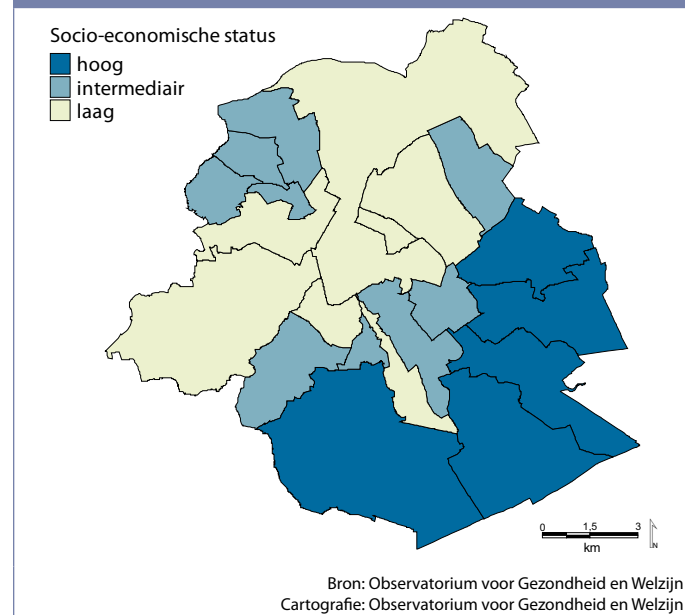 Socio-economische status
hoog
intermediair
laag
0 1,5 3
km
N
Bron: Observatorium voor Gezondheid en Welzijn
Cartografie: Observatorium voor Gezondheid en Welzijn